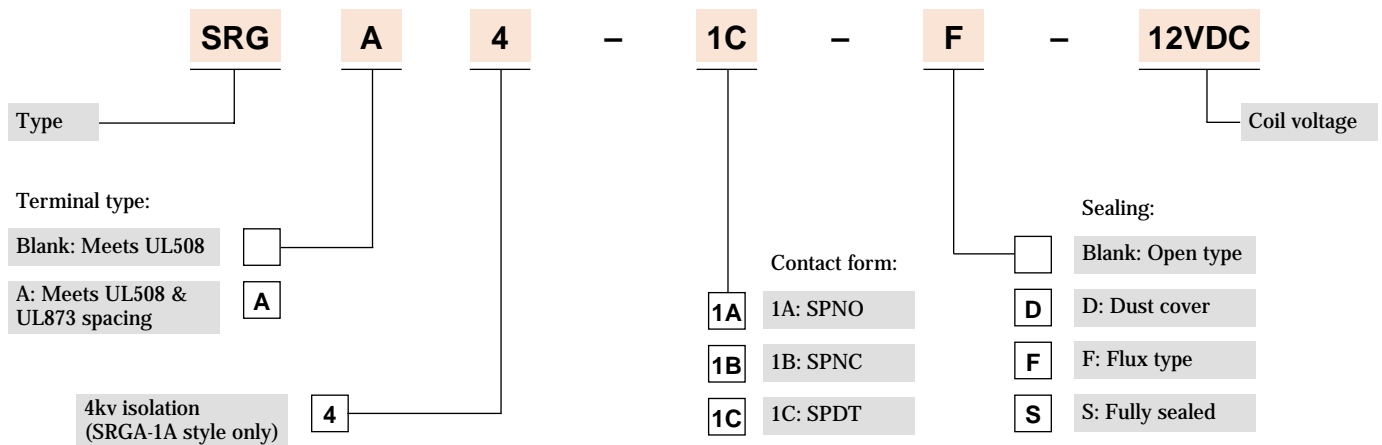 SRG A 4 – 1C – F – 12VDC
Type
Coil voltage
Terminal type:
Blank: Meets UL508
A: Meets UL508 &
UL873 spacing
A
4kv isolation
(SRGA-1A style only)
4
Contact form:
1A 1A: SPNO
1B 1B: SPNC
1C 1C: SPDT
Sealing:
Blank: Open type
D D: Dust cover
F F: Flux type
S S: Fully sealed